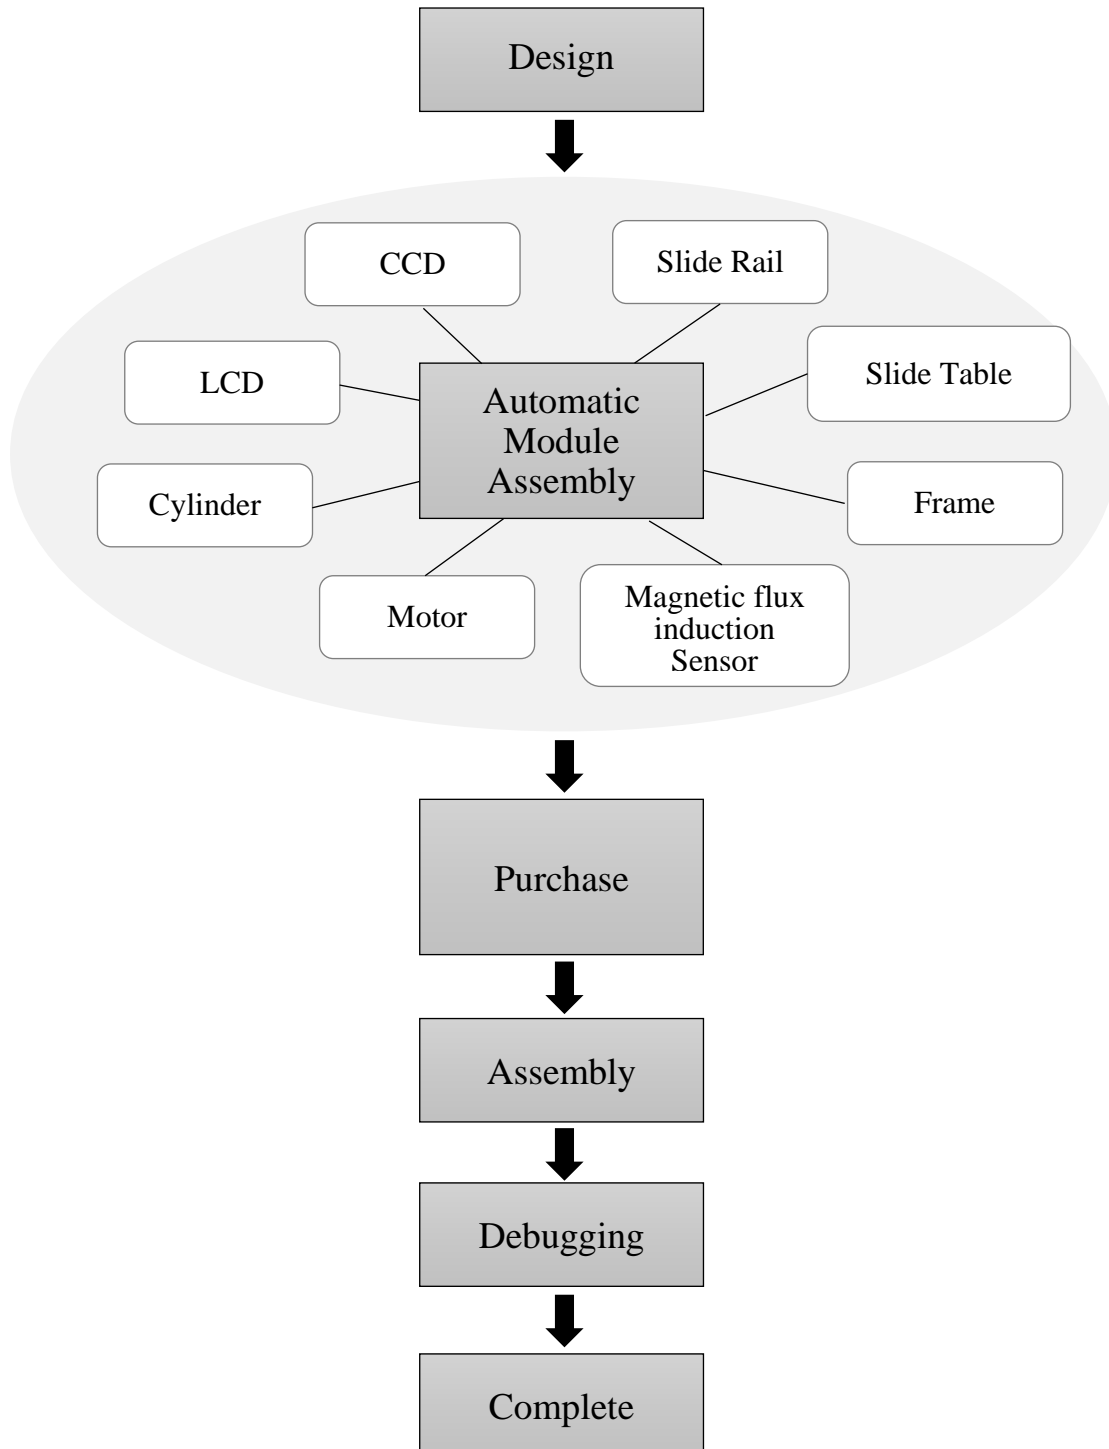 Design
CCD
Slide Rail
LCD
Automatic
Module
Assembly
Slide Table
Cylinder
Frame
Motor
Magnetic flux
induction
Sensor
Purchase
Assembly
Debugging
Complete